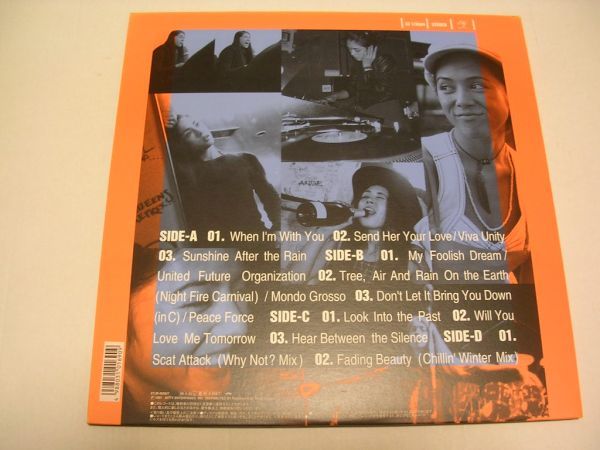 STEREO
SIDE-A 01. When I'm With You 02. Send Her Your Love/Viva Unity
03. Sunshine After the Rain SIDE-B 01. My Foolish Dream/
United Future Organization 02. Tree, Air And Rain On the Earth
(Night Fire Carnival)/Mondo Grosso 03. Don't Let It Bring You Down
(in C)/Peace Force SIDE-C 01. Look Into the Past 02. Will You
Love Me Tomorrow 03. Hear Between the Silence SIDE-D 01.
Scat Attack (Why Not? Mix) 02. Fading Beauty (Chillin' Winter Mix)